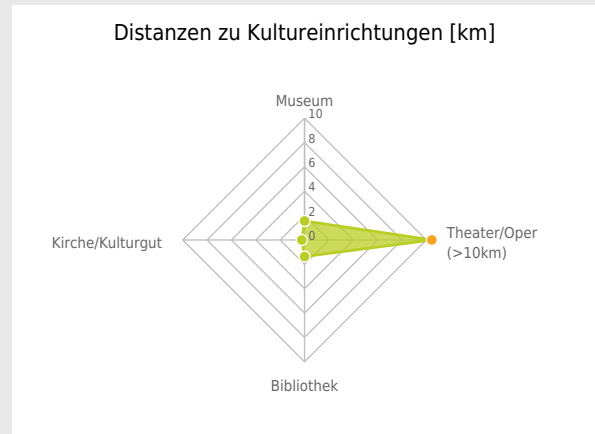 Distanzen zu Kultureinrichtungen [km]
Museum
10
8
6
4
2
0
Kirche/Kulturgut
Theater/Oper
(>10km)
Bibliothek